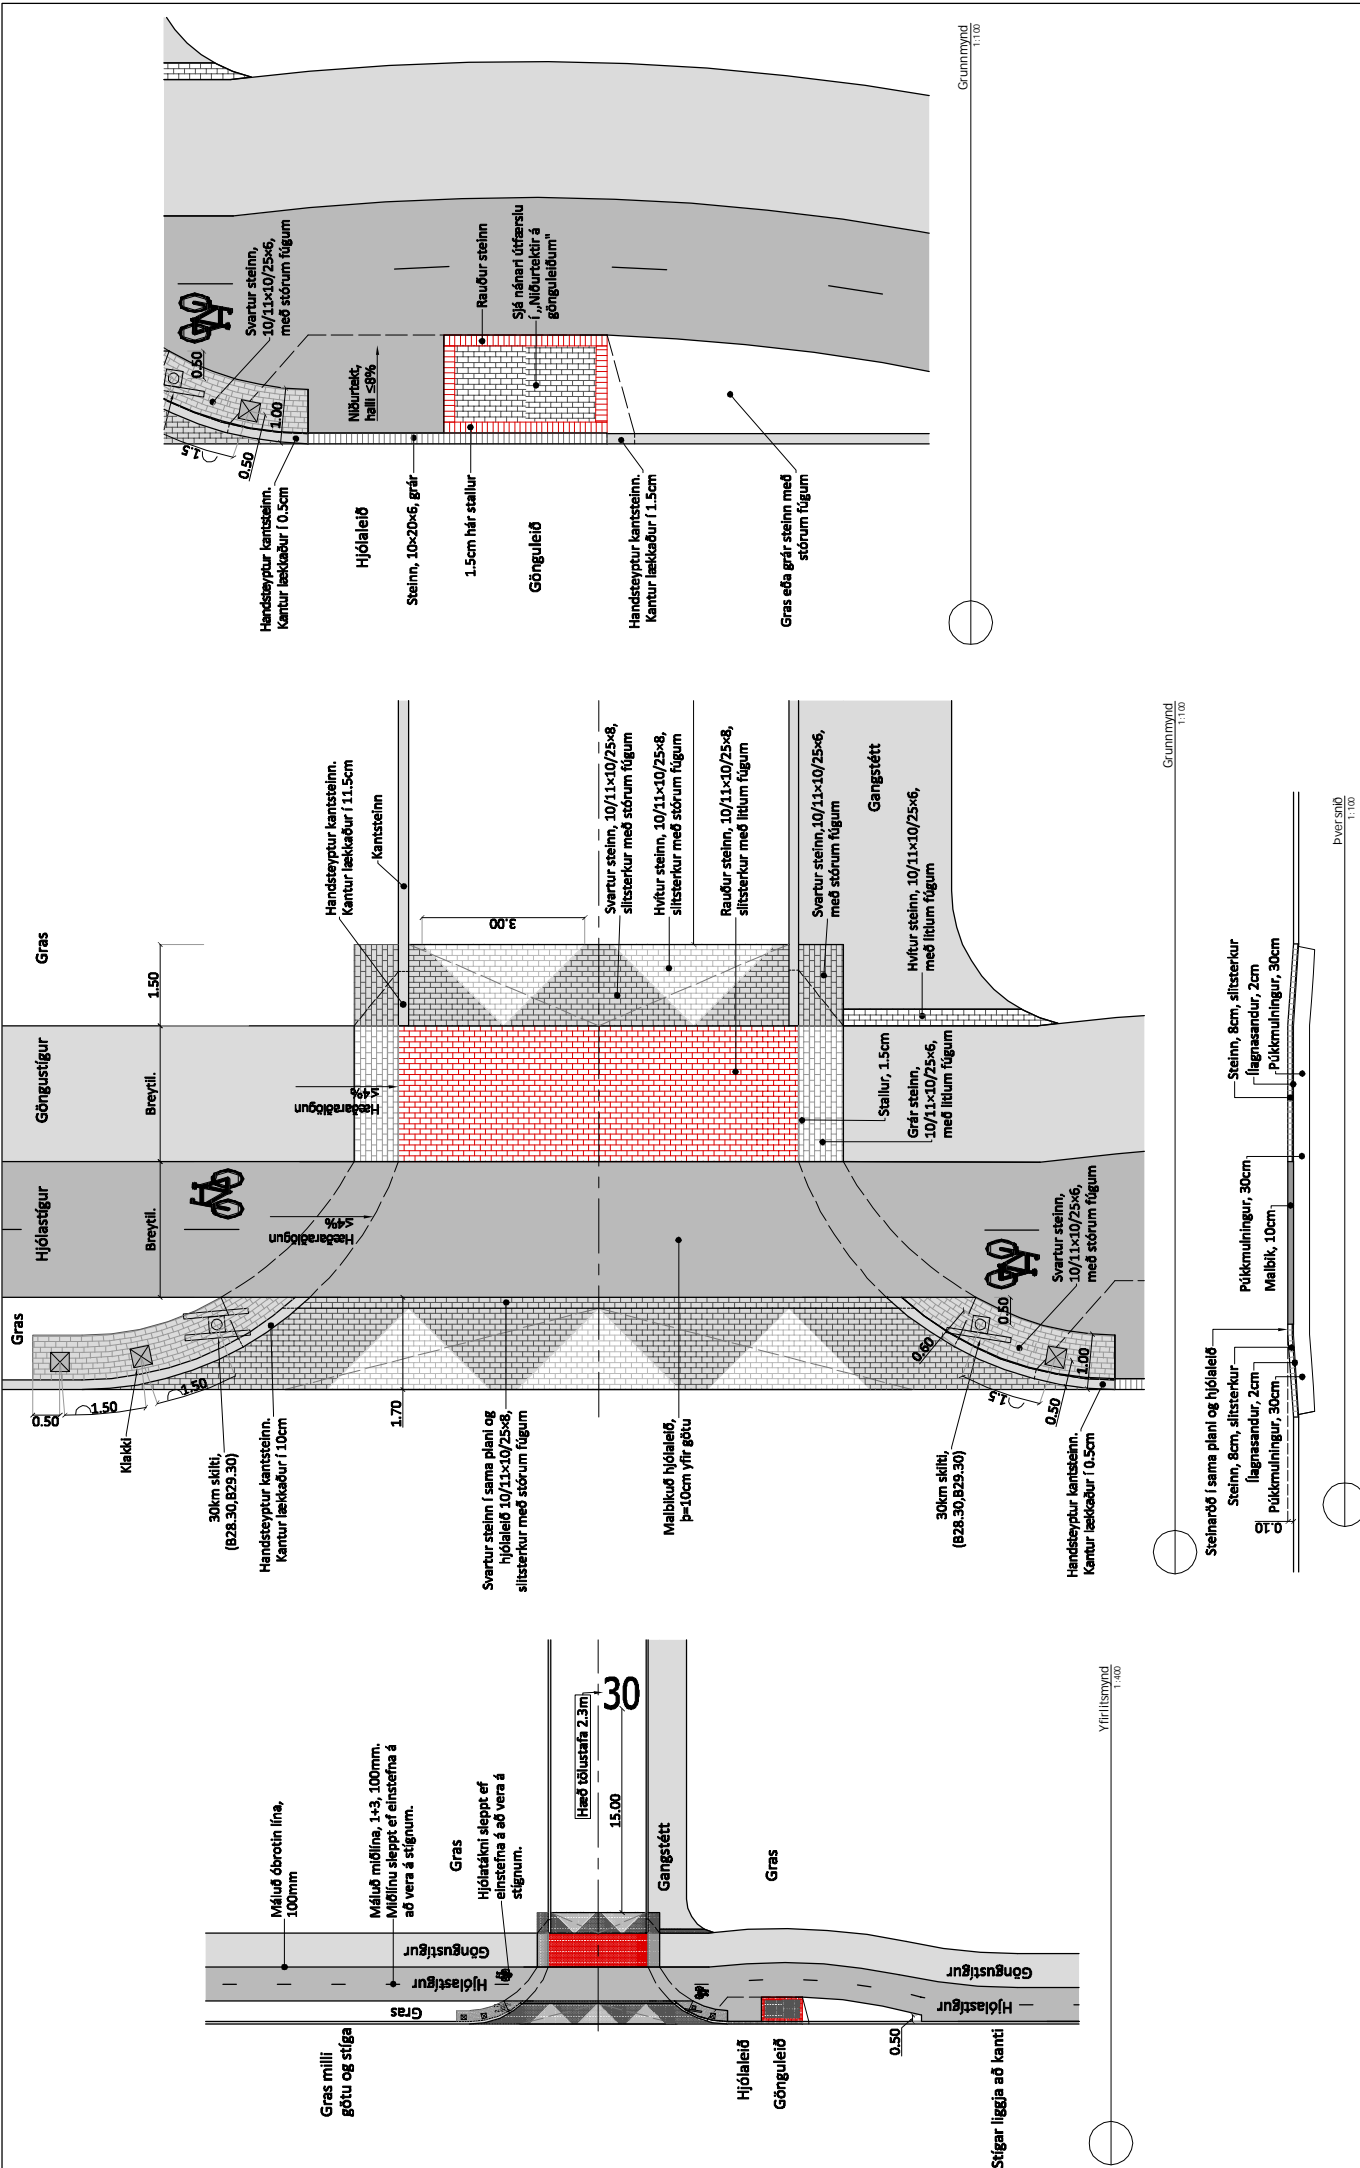 Gras milli
götu og stíga
Máluð óbrotin lína,
100mm
Máluð miðlína, 1+3, 100mm.
Miðlínu sleppt ef einstefna á
að vera á stígnum.
Gras
Hjólatákni sleppt ef
einstefna á að vera á
stígnum.
Göngustígur
Hjólastígur
Gras
Hæð tölustafa 2.3m
30
15.00
Gangstétt
Gras
Hjólaleið
Gönguleið
0.50
Göngustígur
Hjólastígur
Stígar liggja að kanti
Yfirlitsmynd
1:400
Gras
Hjólastígur
Göngustígur
Gras
Breytil.
Breytil.
1.50
0.50
1.50
1.50
Klakki
30km skilti,
(B28.30,B29.30)
Handsteyptur kantsteinn.
Kantur lækkaður í 10cm
Hæðaraðlögun
≤4%
Hæðaraðlögun
≤4%
Handsteyptur kantsteinn.
Kantur lækkaður í 11.5cm
Kantsteinn
1.70
3.00
Svartur steinn í sama plani og
hjólaleið 10/11×10/25×8,
slitsterkur með stórum fúgum
Svartur steinn, 10/11×10/25×8,
slitsterkur með stórum fúgum
Hvítur steinn, 10/11×10/25×8,
slitsterkur með stórum fúgum
Rauður steinn, 10/11×10/25×8,
slitsterkur með litlum fúgum
Malbikuð hjólaleið,
þ=10cm yfir götu
Svartur steinn,10/11×10/25×6,
með stórum fúgum
Gangstétt
Hvítur steinn, 10/11×10/25×6,
með litlum fúgum
Stallur, 1.5cm
Grár steinn,
10/11×10/25×6,
með litlum fúgum
30km skilti,
(B28.30,B29.30)
0.60
0.50
1.5
0.50
1.00
Svartur steinn,
10/11×10/25×6,
með stórum fúgum
Handsteyptur kantsteinn.
Kantur lækkaður í 0.5cm
Grunnmynd
1:100
Steinaröð í sama plani og hjólaleið
Steinn, 8cm, slitsterkur
Ílagnasandur, 2cm
Púkkmulningur, 30cm
0.10
Púkkmulningur, 30cm
Malbik, 10cm
Steinn, 8cm, slitsterkur
Ílagnasandur, 2cm
Púkkmulningur, 30cm
Þversnið
1:100
Svartur steinn,
10/11×10/25×6,
með stórum fúgum
0.50
1.5
0.50
1.00
Handsteyptur kantsteinn.
Kantur lækkaður í 0.5cm
Niðurtekt,
halli ≤8%
Hjólaleið
Steinn, 10×20×6, grár
1.5cm hár stallur
Rauður steinn
Sjá nánari útfærslu
í „Niðurtektir á
gönguleiðum"
Gönguleið
Handsteyptur kantsteinn.
Kantur lækkaður í 1.5cm
Gras eða grár steinn með
stórum fúgum
Grunnmynd
1:100